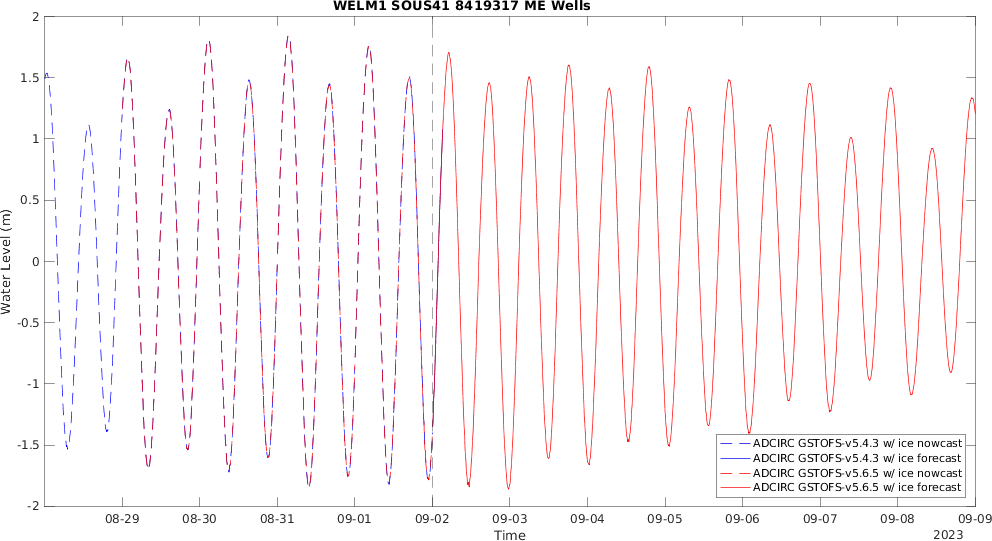 WELM1 SOUS41 8419317 ME Wells
2
1.5
1
0.5
0
-0.5
-1
-1.5
-2
Water Level (m)
ADCIRC GSTOFS-v5.4.3 w/ ice nowcast
ADCIRC GSTOFS-v5.4.3 w/ ice forecast
ADCIRC GSTOFS-v5.6.5 w/ ice nowcast
ADCIRC GSTOFS-v5.6.5 w/ ice forecast
08-29 08-30 08-31 09-01 09-02 09-03 09-04 09-05 09-06 09-07 09-08 09-09
Time
2023